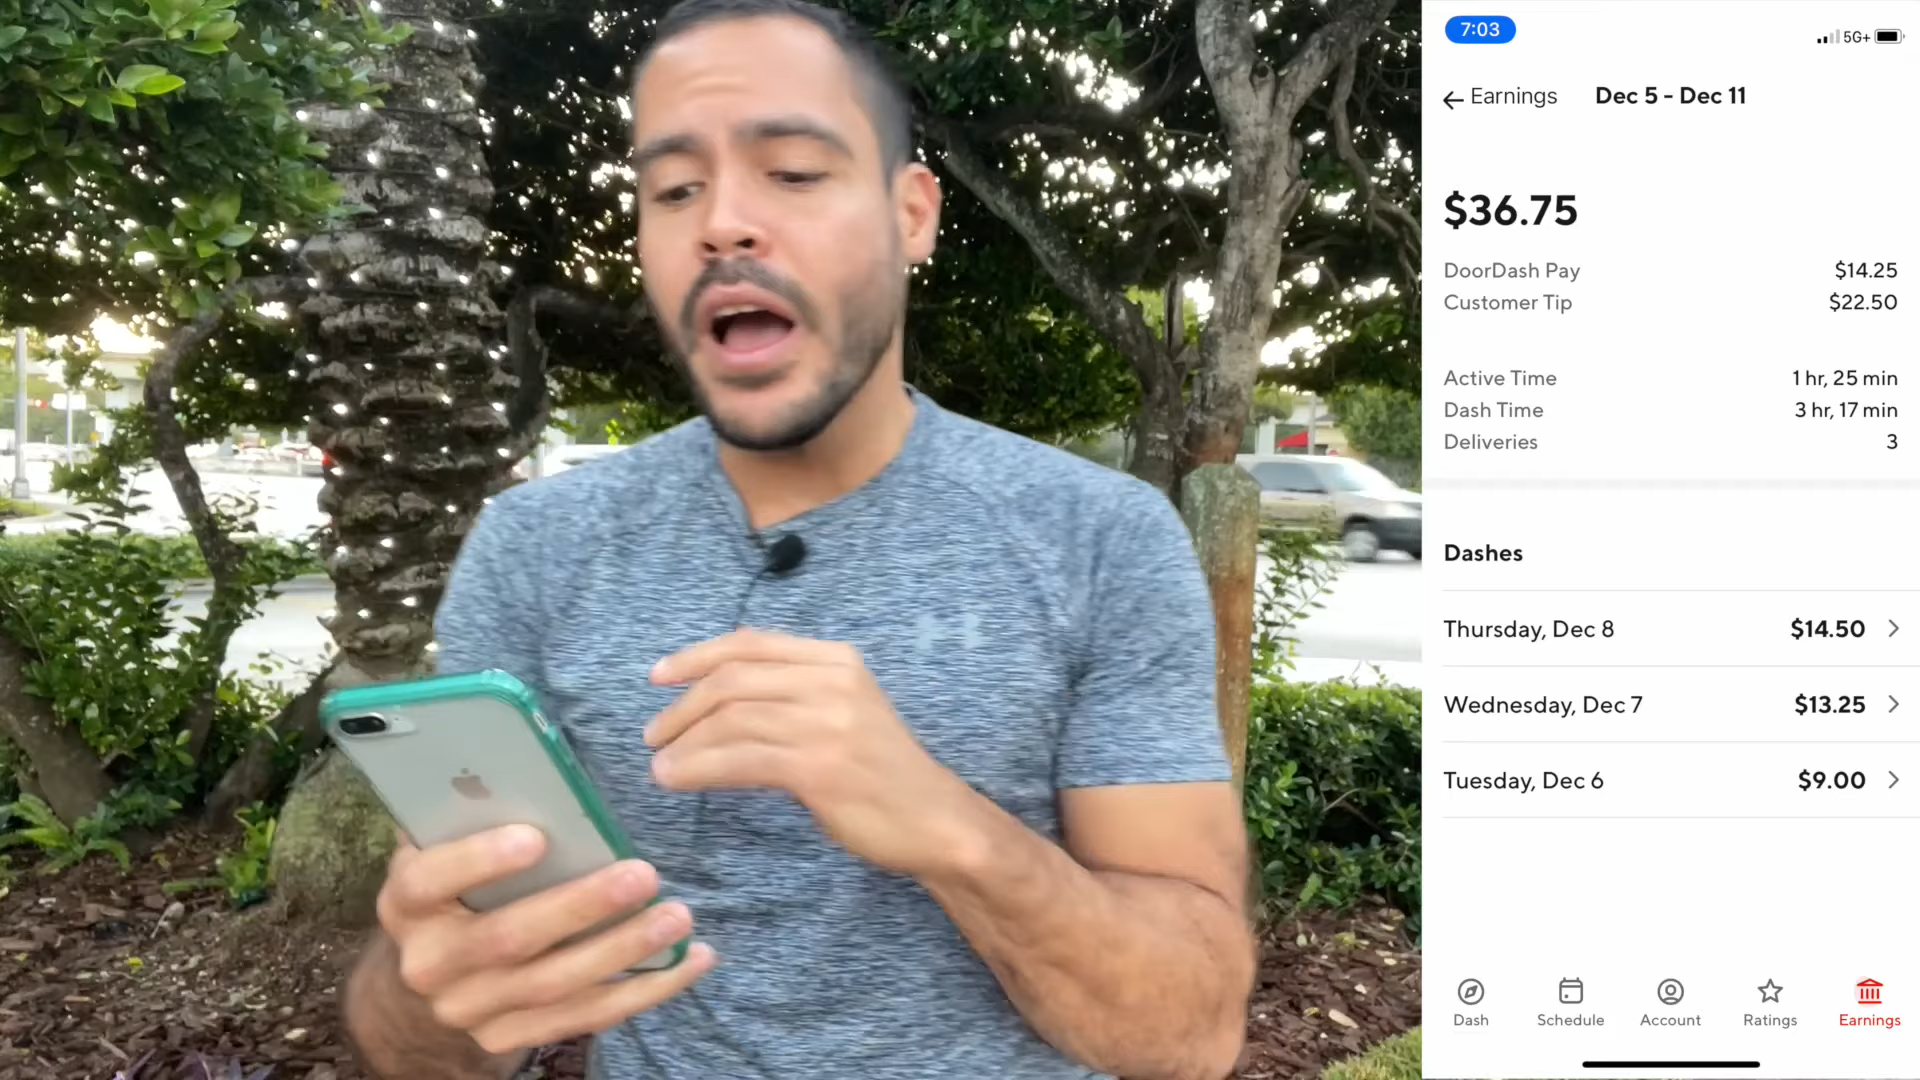 7:03
5G+
Earnings Dec 5 - Dec 11
$36.75
DoorDash Pay $14.25
Customer Tip $22.50
Active Time 1 hr, 25 min
Dash Time 3 hr, 17 min
Deliveries 3
Dashes
Thursday, Dec 8 $14.50
Wednesday, Dec 7 $13.25
Tuesday, Dec 6 $9.00
Dash Schedule Account Ratings Earnings